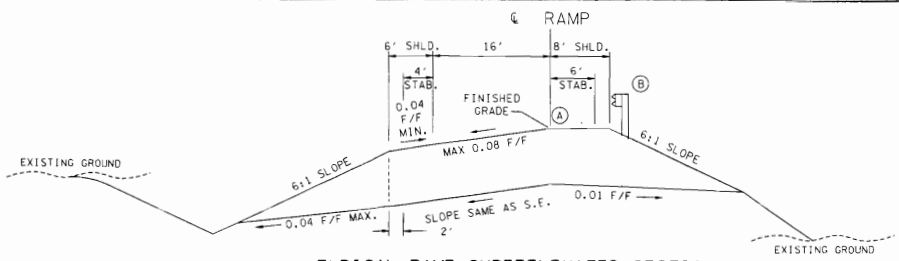 ℄ RAMP
6' SHLD.
16'
8' SHLD.
4'
STAB.
6'
STAB.
B
0.04
F/F
MIN.
FINISHED
GRADE
A
MAX 0.08 F/F
EXISTING GROUND
6:1 SLOPE
6:1 SLOPE
0.04 F/F MAX.
SLOPE SAME AS S.E.
0.01 F/F
2'
EXISTING GROUND